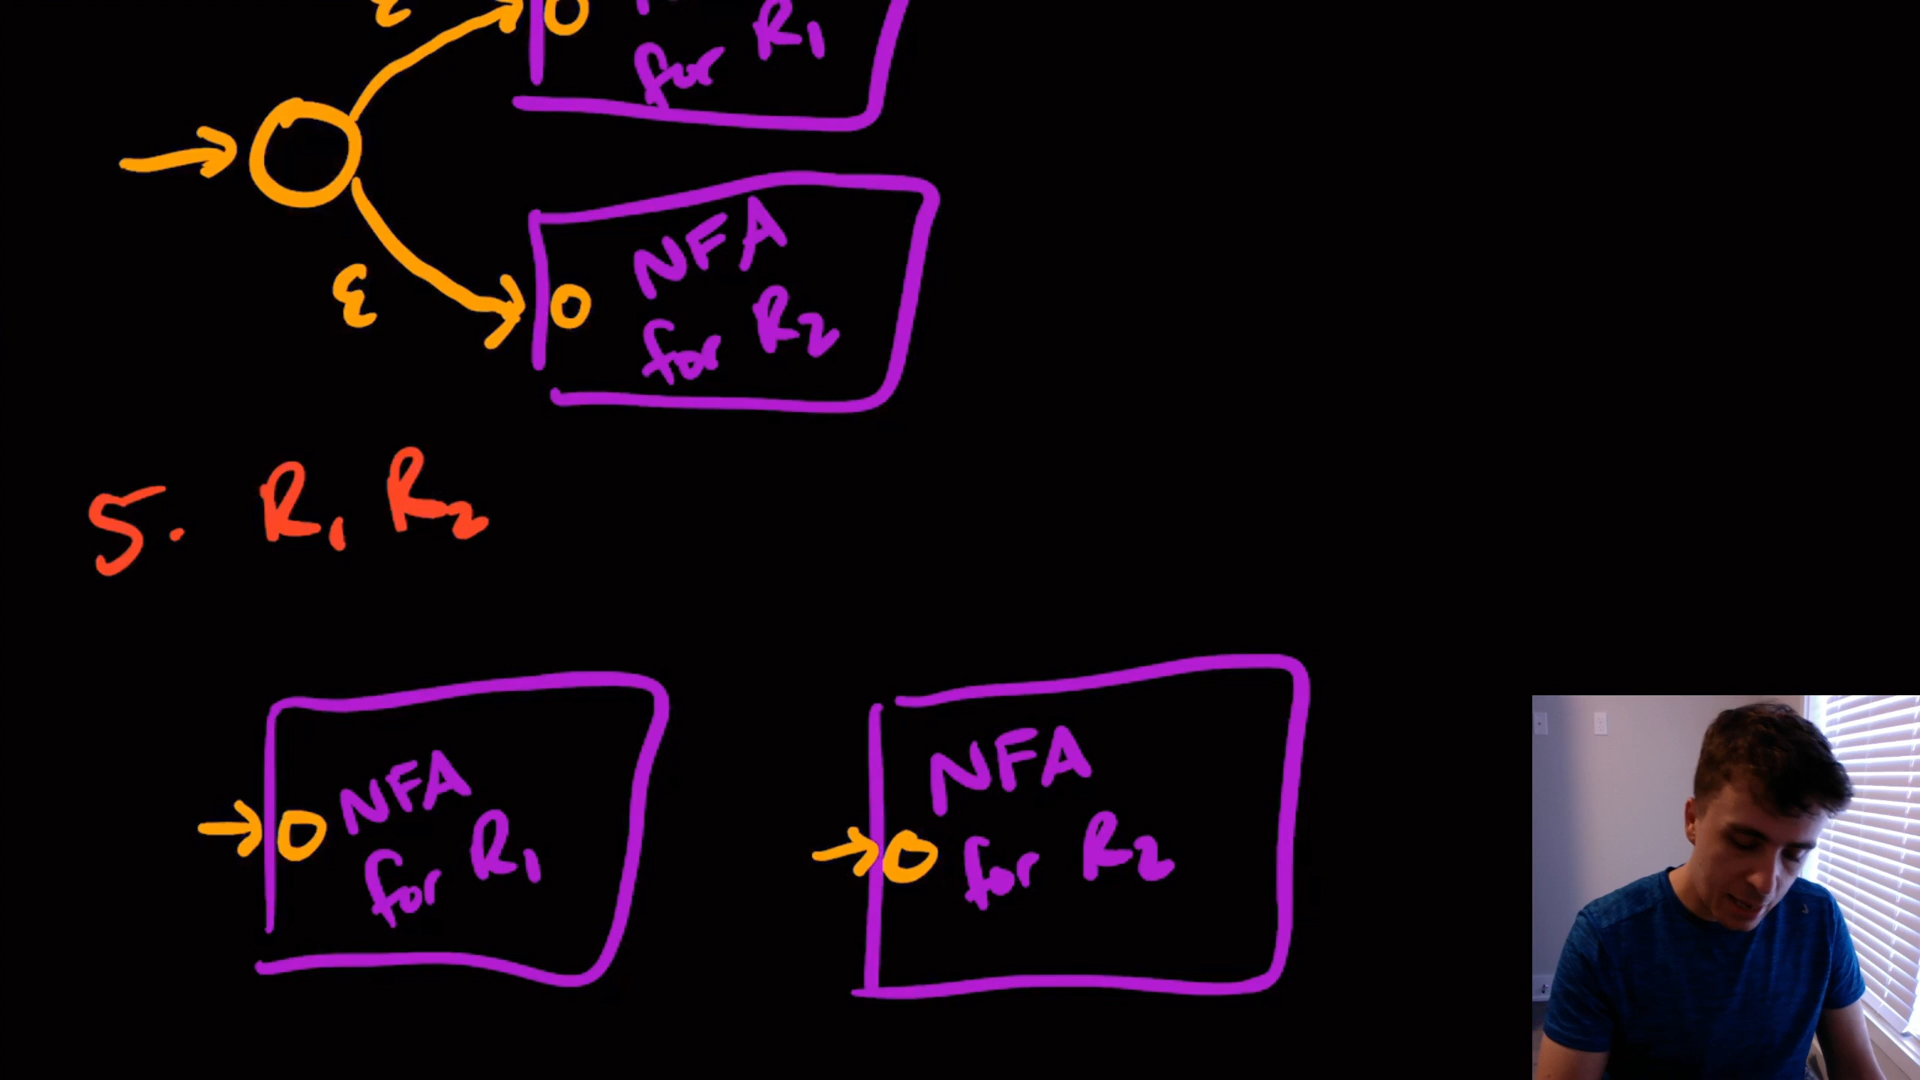 ε
for R₁
NFA
for R₂
ε
5. R₁ R₂
NFA
for R₁
NFA
for R₂